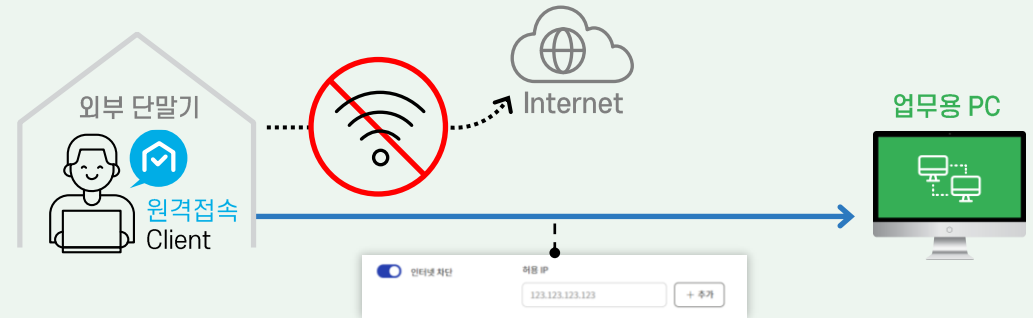 외부 단말기
원격접속
Client
Internet
업무용 PC
인터넷 차단
허용 IP
123.123.123.123
+ 추가